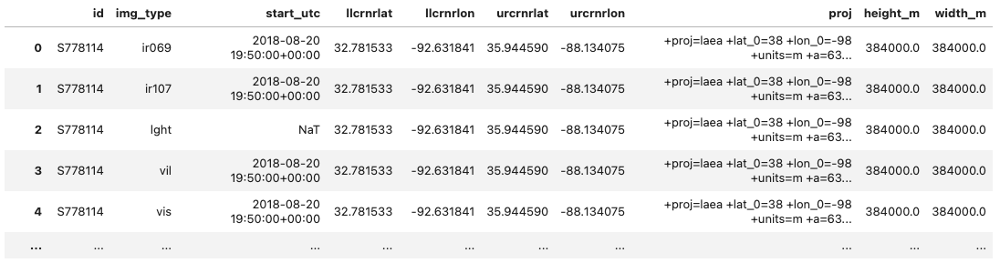 id img_type start_utc llcrnrlat llcrnrlon urcrnrlat urcrnrlon proj height_m width_m
0 S778114 ir069 2018-08-20 19:50:00+00:00 32.781533 -92.631841 35.944590 -88.134075 +proj=laea +lat_0=38 +lon_0=-98 +units=m +a=63... 384000.0 384000.0
1 S778114 ir107 2018-08-20 19:50:00+00:00 32.781533 -92.631841 35.944590 -88.134075 +proj=laea +lat_0=38 +lon_0=-98 +units=m +a=63... 384000.0 384000.0
2 S778114 lght NaT 32.781533 -92.631841 35.944590 -88.134075 +proj=laea +lat_0=38 +lon_0=-98 +units=m +a=63... 384000.0 384000.0
3 S778114 vil 2018-08-20 19:50:00+00:00 32.781533 -92.631841 35.944590 -88.134075 +proj=laea +lat_0=38 +lon_0=-98 +units=m +a=63... 384000.0 384000.0
4 S778114 vis 2018-08-20 19:50:00+00:00 32.781533 -92.631841 35.944590 -88.134075 +proj=laea +lat_0=38 +lon_0=-98 +units=m +a=63... 384000.0 384000.0
... ... ... ... ... ... ... ... ... ... ...